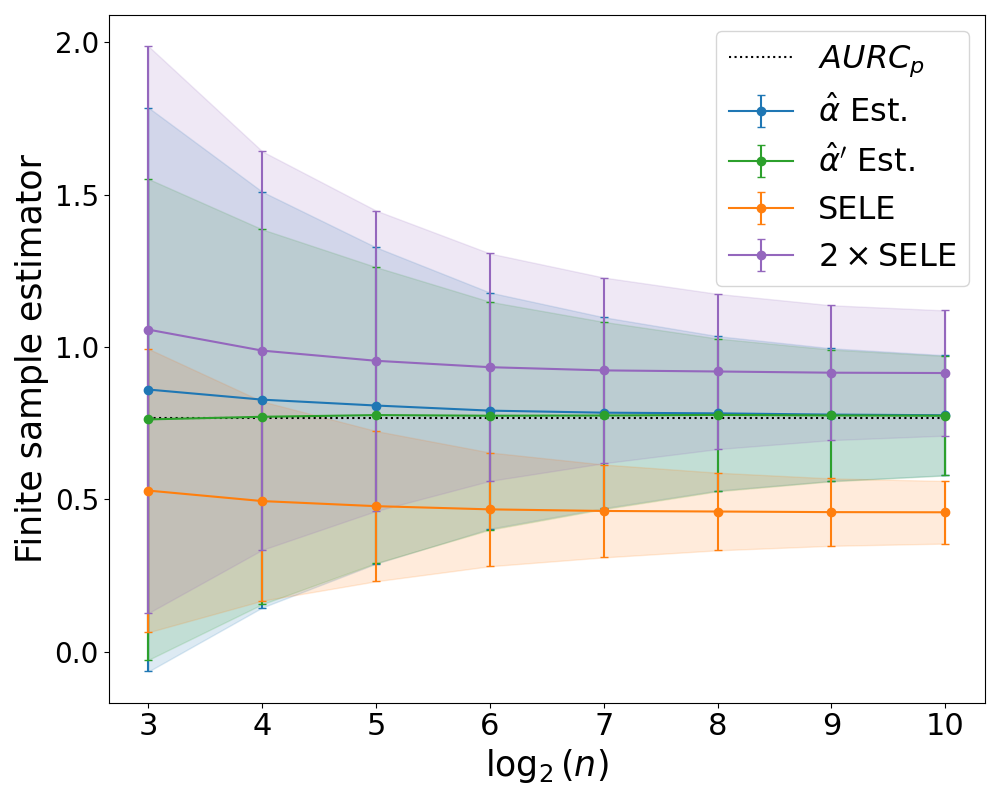 Finite sample estimator
2.0
1.5
1.0
0.5
0.0
3 4 5 6 7 8 9 10
log₂(n)
AURCₚ
α̂ Est.
α̂′ Est.
SELE
2 × SELE